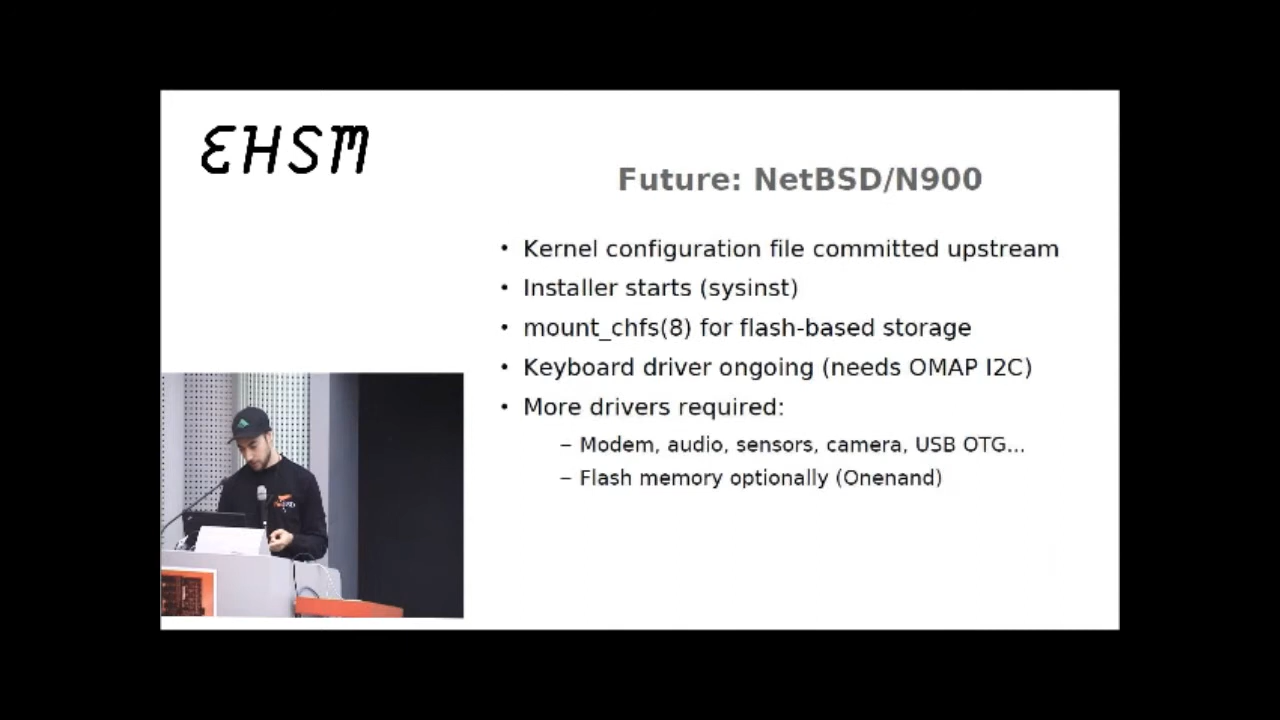 EHSM
Future: NetBSD/N900
• Kernel configuration file committed upstream
• Installer starts (sysinst)
• mount_chfs(8) for flash-based storage
• Keyboard driver ongoing (needs OMAP I2C)
• More drivers required:
– Modem, audio, sensors, camera, USB OTG...
– Flash memory optionally (Onenand)